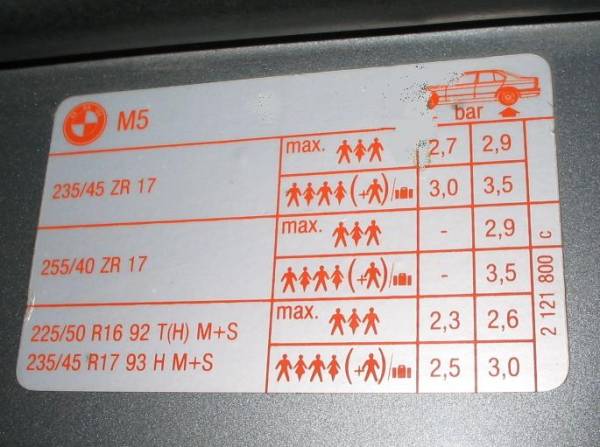 M5
bar
235/45 ZR 17 max. 2,7 2,9
( + )/ 3,0 3,5
255/40 ZR 17 max. - 2,9
( + )/ - 3,5
225/50 R16 92 T(H) M+S max. 2,3 2,6
235/45 R17 93 H M+S ( + )/ 2,5 3,0
2 121 800 c